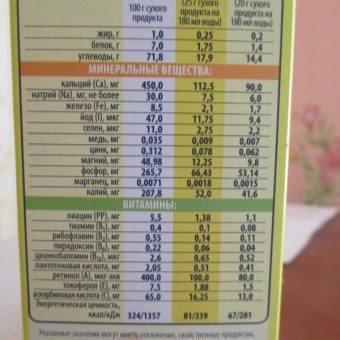 100 г сухого продукта (25 г сухого продукта на 180 мл воды) (20 г сухого продукта на 180 мл воды)
жир, г 1,0 0,25 0,2
белок, г 7,0 1,75 1,4
углеводы, г 71,8 17,9 14,4
МИНЕРАЛЬНЫЕ ВЕЩЕСТВА:
кальций (Ca), мг 450,0 112,5 90,0
натрий (Na), мг, не более 30,0 7,5 6,0
железо (Fe), мг 8,5 2,1 1,7
йод (I), мкг 47,0 11,75 9,4
селен, мкг 11,0 2,75 2,2
медь, мг 0,035 0,009 0,007
цинк, мг 0,312 0,078 0,062
магний, мг 48,98 12,25 9,8
фосфор, мг 265,7 66,43 53,14
марганец, мг 0,0071 0,0018 0,0015
калий, мг 207,8 52,0 41,6
ВИТАМИНЫ:
ниацин (PP), мг 5,5 1,38 1,1
тиамин (B₁), мг 0,4 0,1 0,08
рибофлавин (B₂), мг 0,55 0,14 0,11
пиридоксин (B₆), мг 0,22 0,06 0,04
цианкобаломин (B₁₂), мкг 2,6 0,65 0,52
пантотеновая кислота, мг 2,05 0,51 0,41
ретинол (A), мкг-экв 400,0 100,0 80,0
токоферол (E), мг 7,5 1,88 1,5
аскорбиновая кислота (C), мг 65,0 16,25 13,0
Энергетическая ценность,
ккал/кДж 324/1357 81/339 67/281
Указанные значения могут иметь отклонения, свойственные продуктам,